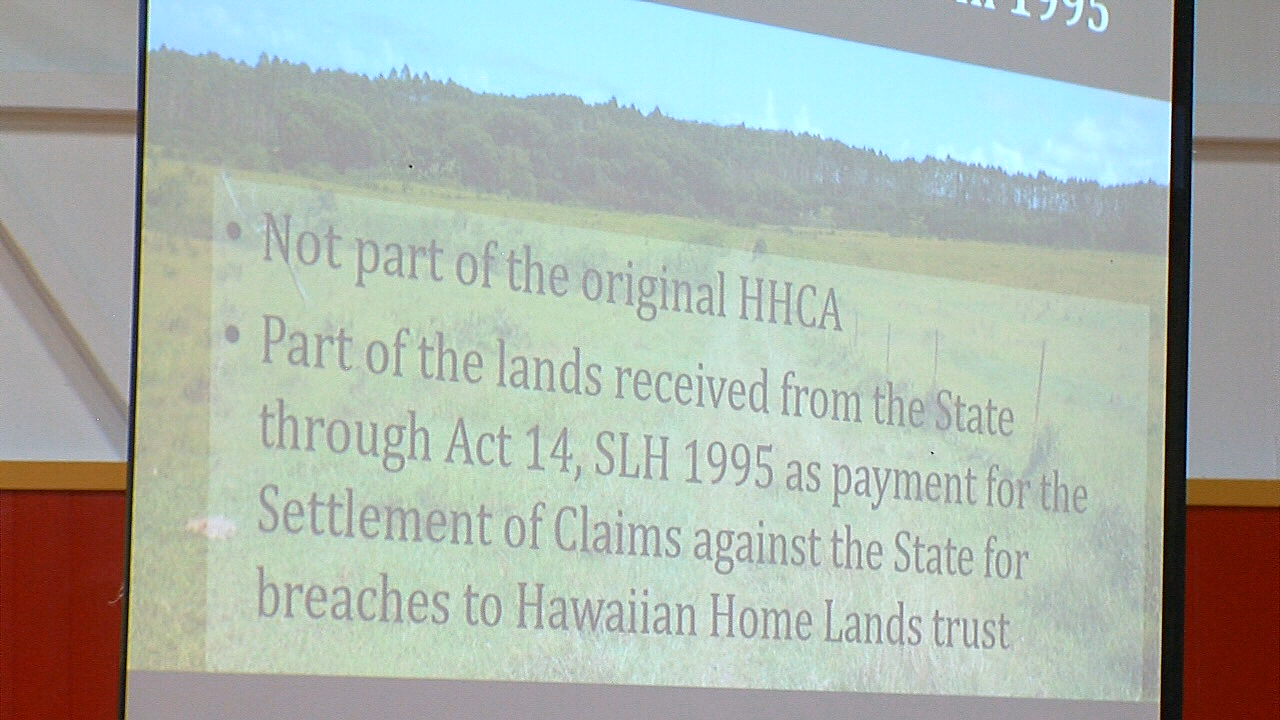 1995
• Not part of the original HHCA
• Part of the lands received from the State
through Act 14, SLH 1995 as payment for the
Settlement of Claims against the State for
breaches to Hawaiian Home Lands trust